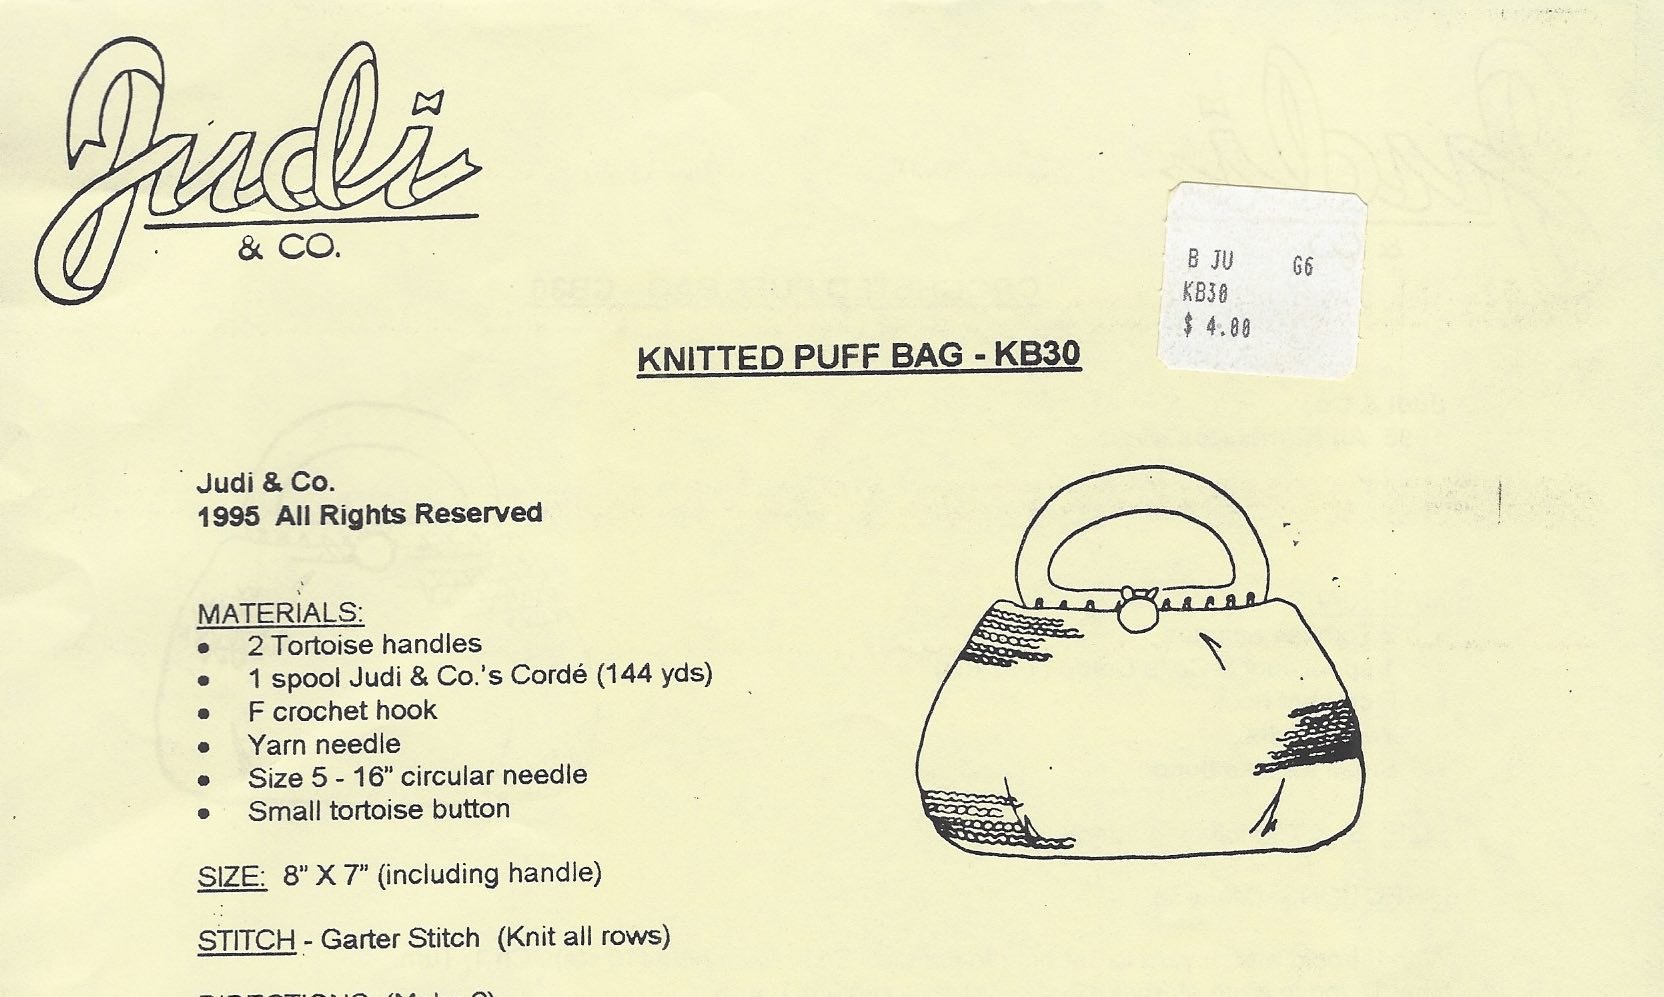 Judi
& CO.
B JU G6
KB30
$ 4.00
KNITTED PUFF BAG - KB30
Judi & Co.
1995 All Rights Reserved
MATERIALS:
• 2 Tortoise handles
• 1 spool Judi & Co.'s Cordé (144 yds)
• F crochet hook
• Yarn needle
• Size 5 - 16" circular needle
• Small tortoise button
SIZE: 8" X 7" (including handle)
STITCH - Garter Stitch (Knit all rows)